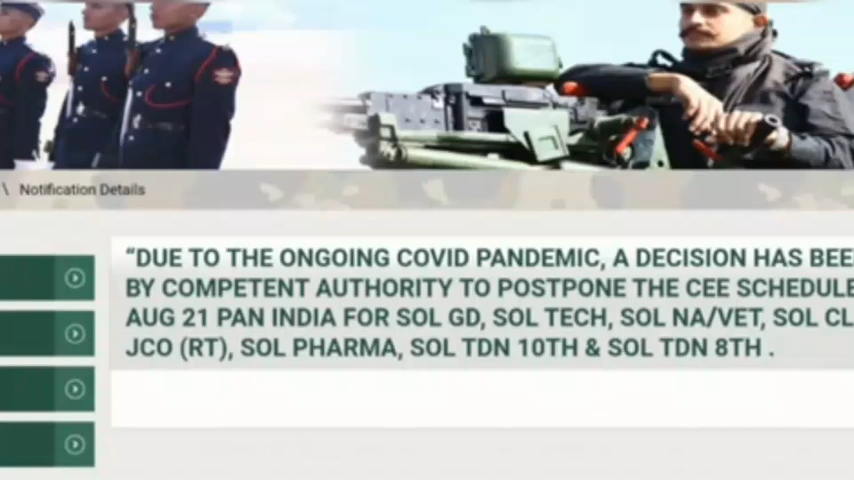 \ Notification Details
“DUE TO THE ONGOING COVID PANDEMIC, A DECISION HAS BEE
BY COMPETENT AUTHORITY TO POSTPONE THE CEE SCHEDULE
AUG 21 PAN INDIA FOR SOL GD, SOL TECH, SOL NA/VET, SOL CL
JCO (RT), SOL PHARMA, SOL TDN 10TH & SOL TDN 8TH .